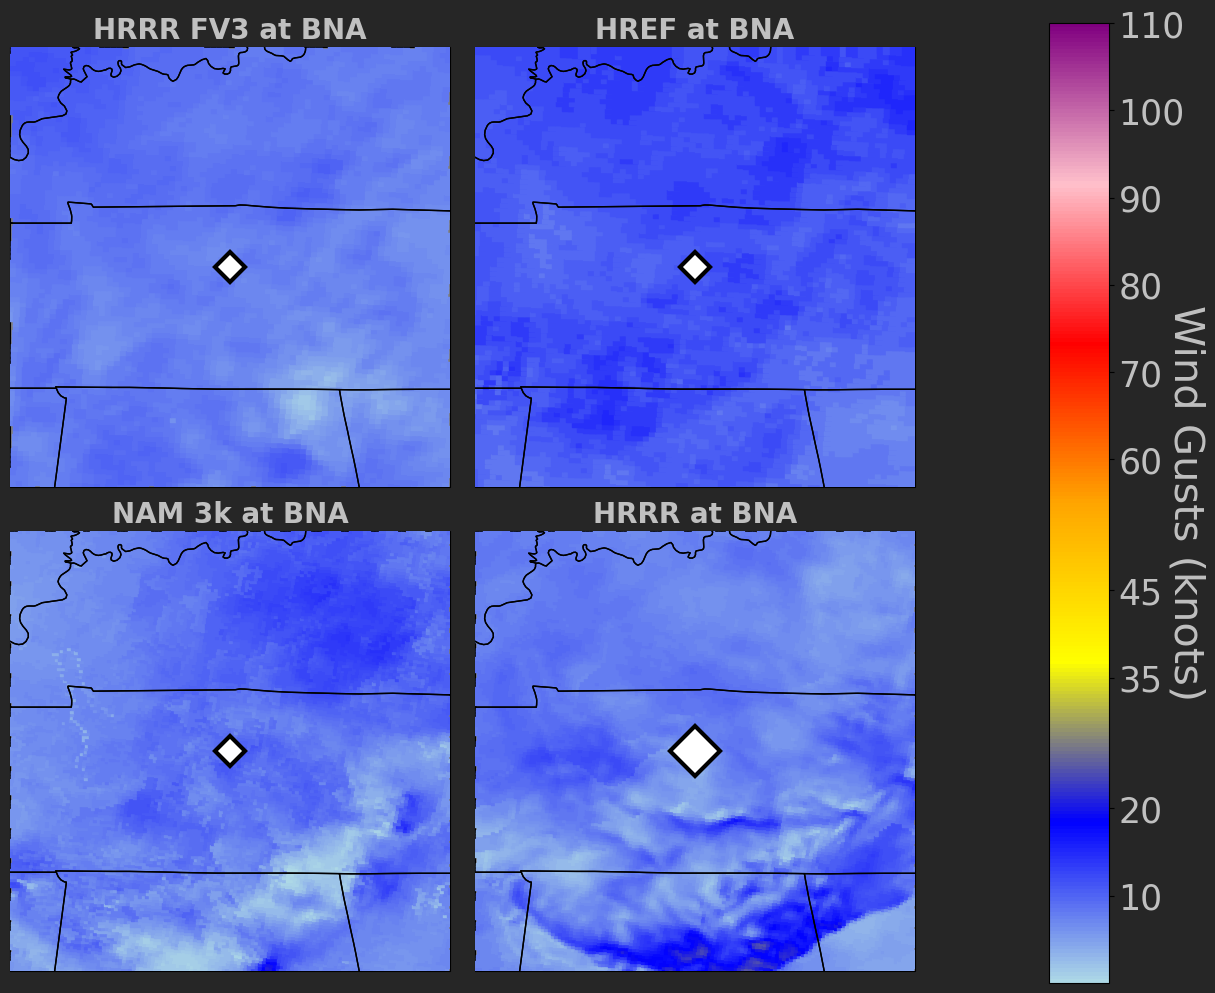 HRRR FV3 at BNA
HREF at BNA
NAM 3k at BNA
HRRR at BNA
110
100
90
80
70
60
45
35
20
10
Wind Gusts (knots)